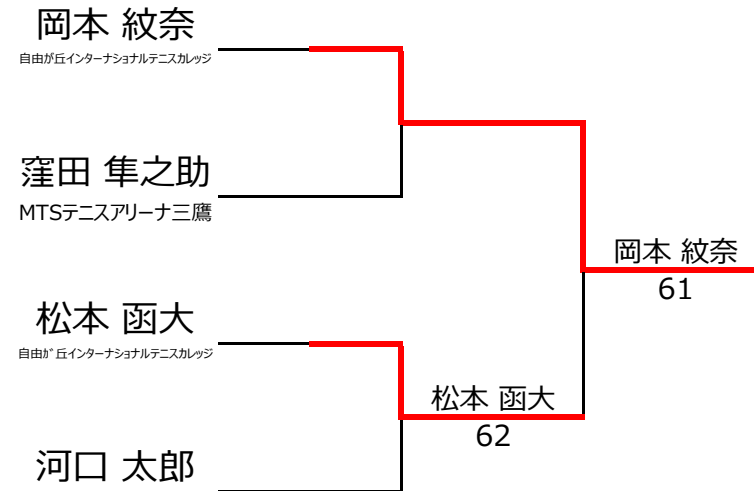 岡本 紋奈
自由が丘インターナショナルテニスカレッジ
窪田 隼之助
MTSテニスアリーナ三鷹
岡本 紋奈
61
松本 函大
自由が丘インターナショナルテニスカレッジ
松本 函大
62
河口 太郎